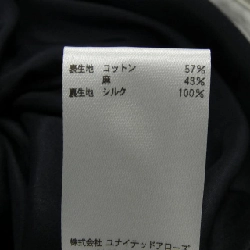 表生地 コットン 57%
麻 43%
裏生地 シルク 100%
株式会社 ユナイテッドアローズ